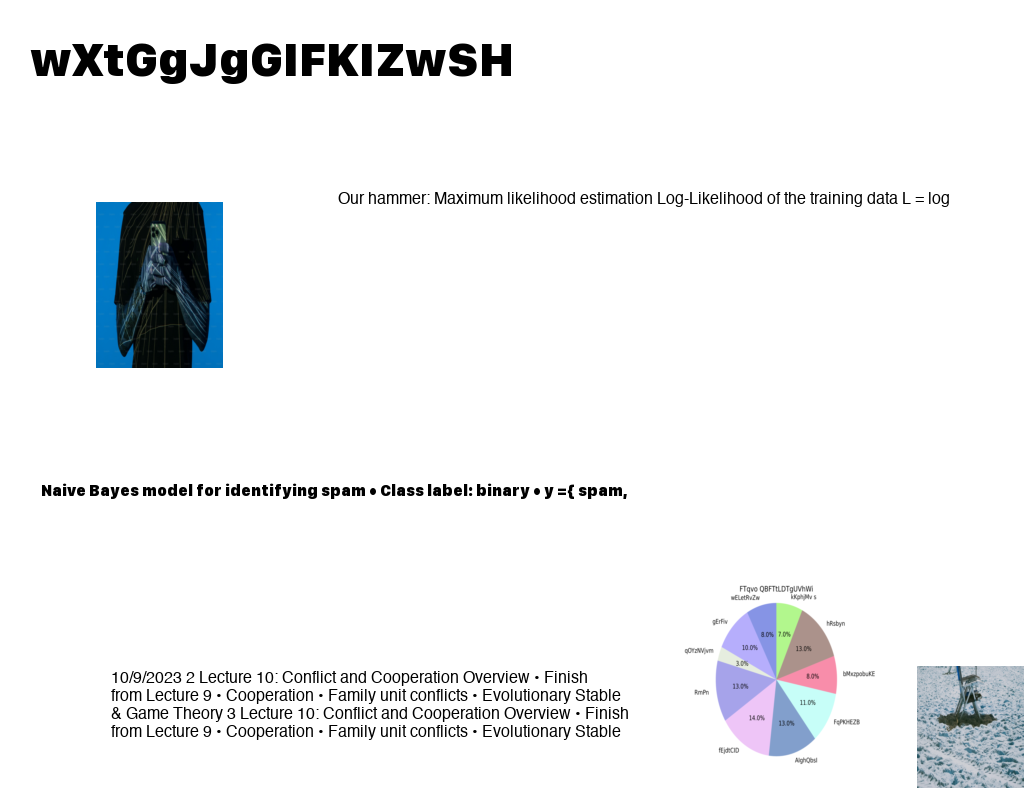 wXtGgJgGIFKIZwSH
Our hammer: Maximum likelihood estimation Log-Likelihood of the training data L = log
Naive Bayes model for identifying spam • Class label: binary • y ={ spam,
FTqvo QBFTtLDTgUVhWi
wELetRvZw
kKphJMv s
gErFiv
hRsbyn
8.0%
7.0%
10.0%
13.0%
qOYzNVjvm
3.0%
bMxzpobuKE
8.0%
RmPn
13.0%
11.0%
14.0%
13.0%
FqPKHEZB
fEjdtCID
AlghQbsI
10/9/2023 2 Lecture 10: Conflict and Cooperation Overview • Finish
from Lecture 9 • Cooperation • Family unit conflicts • Evolutionary Stable
& Game Theory 3 Lecture 10: Conflict and Cooperation Overview • Finish
from Lecture 9 • Cooperation • Family unit conflicts • Evolutionary Stable